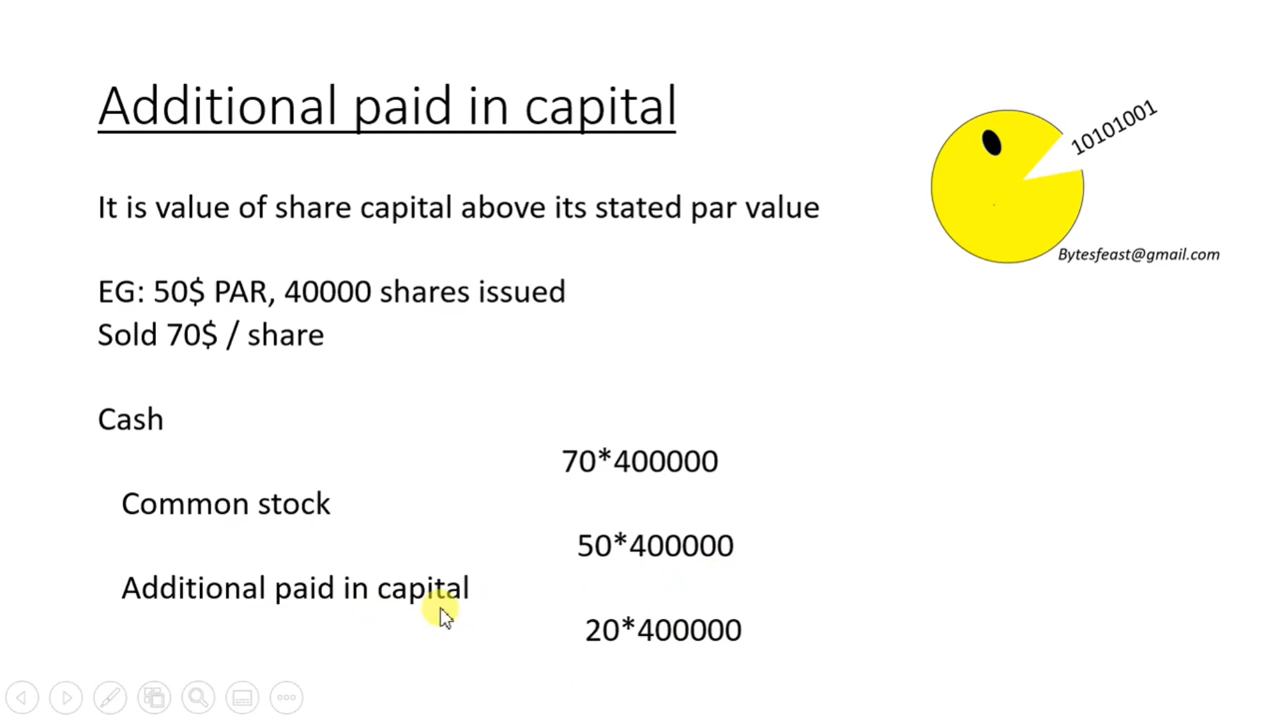 Additional paid in capital
10101001
It is value of share capital above its stated par value
Bytesfeast@gmail.com
EG: 50$ PAR, 40000 shares issued
Sold 70$ / share
Cash
70*400000
Common stock
50*400000
Additional paid in capital
20*400000